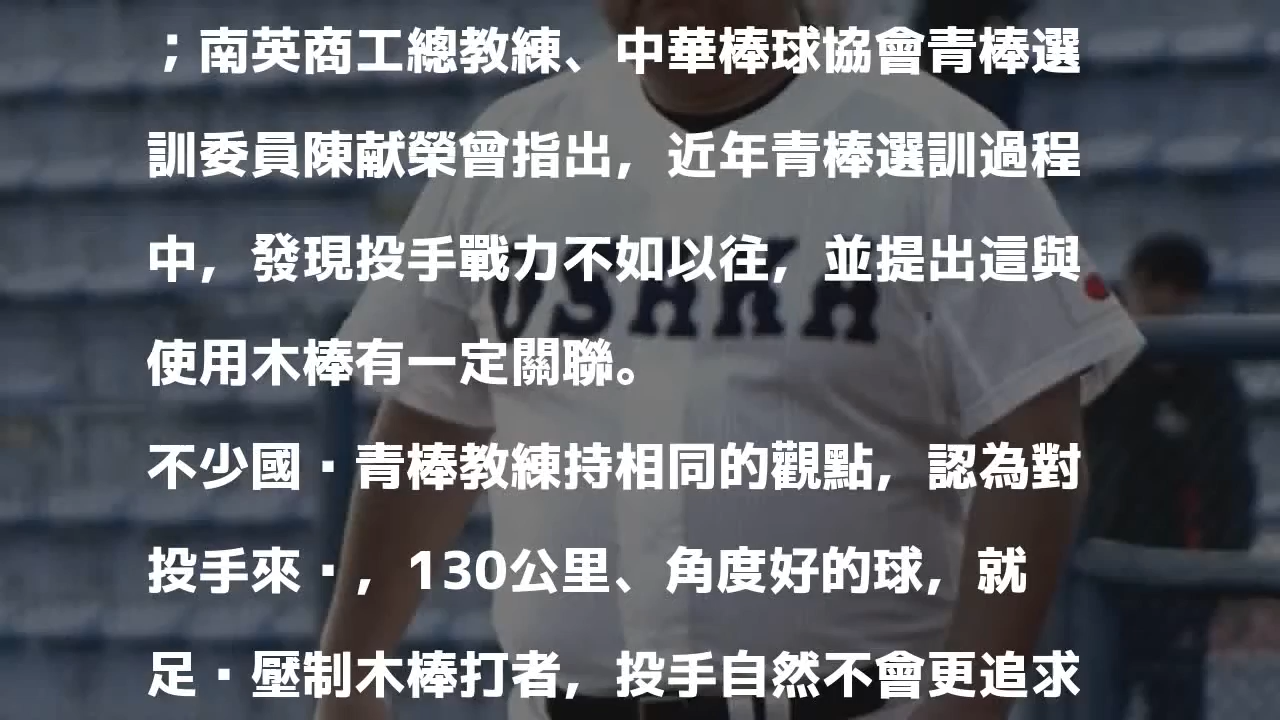 ；南英商工總教練、中華棒球協會青棒選
訓委員陳献榮曾指出，近年青棒選訓過程
中，發現投手戰力不如以往，並提出這與
使用木棒有一定關聯。
不少國▪青棒教練持相同的觀點，認為對
投手來▪，130公里、角度好的球，就
足▪壓制木棒打者，投手自然不會更追求
OSAKA